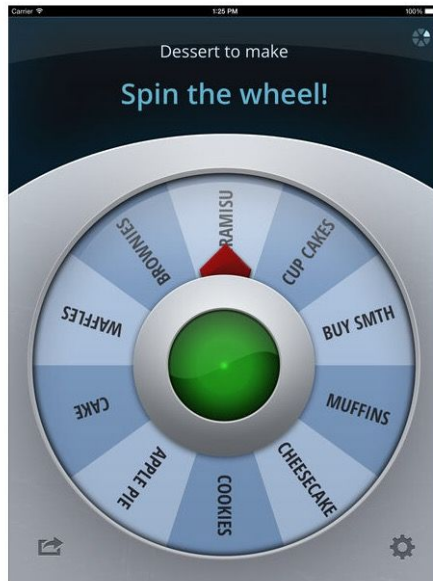 Carrier
1:25 PM
100%
Dessert to make
Spin the wheel!
RAMISU
CUP CAKES
BUY SMTH
MUFFINS
CHEESECAKE
COOKIES
APPLE PIE
CAKE
WAFFLES
BROWNIES